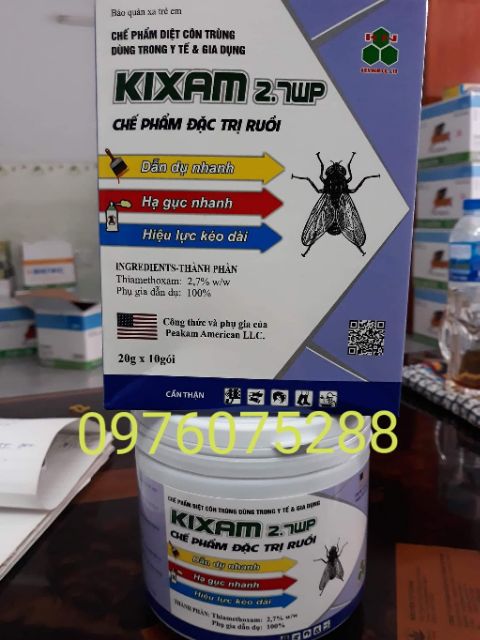 Bảo quản xa trẻ em
CHẾ PHẨM DIỆT CÔN TRÙNG
DÙNG TRONG Y TẾ & GIA DỤNG
KIXAM 2.7WP
CHẾ PHẨM ĐẶC TRỊ RUỒI
Dẫn dụ nhanh
Hạ gục nhanh
Hiệu lực kéo dài
INGREDIENTS-THÀNH PHẦN
Thiamethoxam: 2,7% w/w
Phụ gia dẫn dụ: 100%
Công thức và phụ gia của
Peakam American LLC.
20g x 10gói
CẨN THẬN
0976075288
CHẾ PHẨM DIỆT CÔN TRÙNG DÙNG TRONG Y TẾ & GIA DỤNG
KIXAM 2.7WP
CHẾ PHẨM ĐẶC TRỊ RUỒI
Dẫn dụ nhanh
Hạ gục nhanh
Hiệu lực kéo dài
THÀNH PHẦN: Thiamethoxam: 2,7% w/w
Phụ gia dẫn dụ: 100%